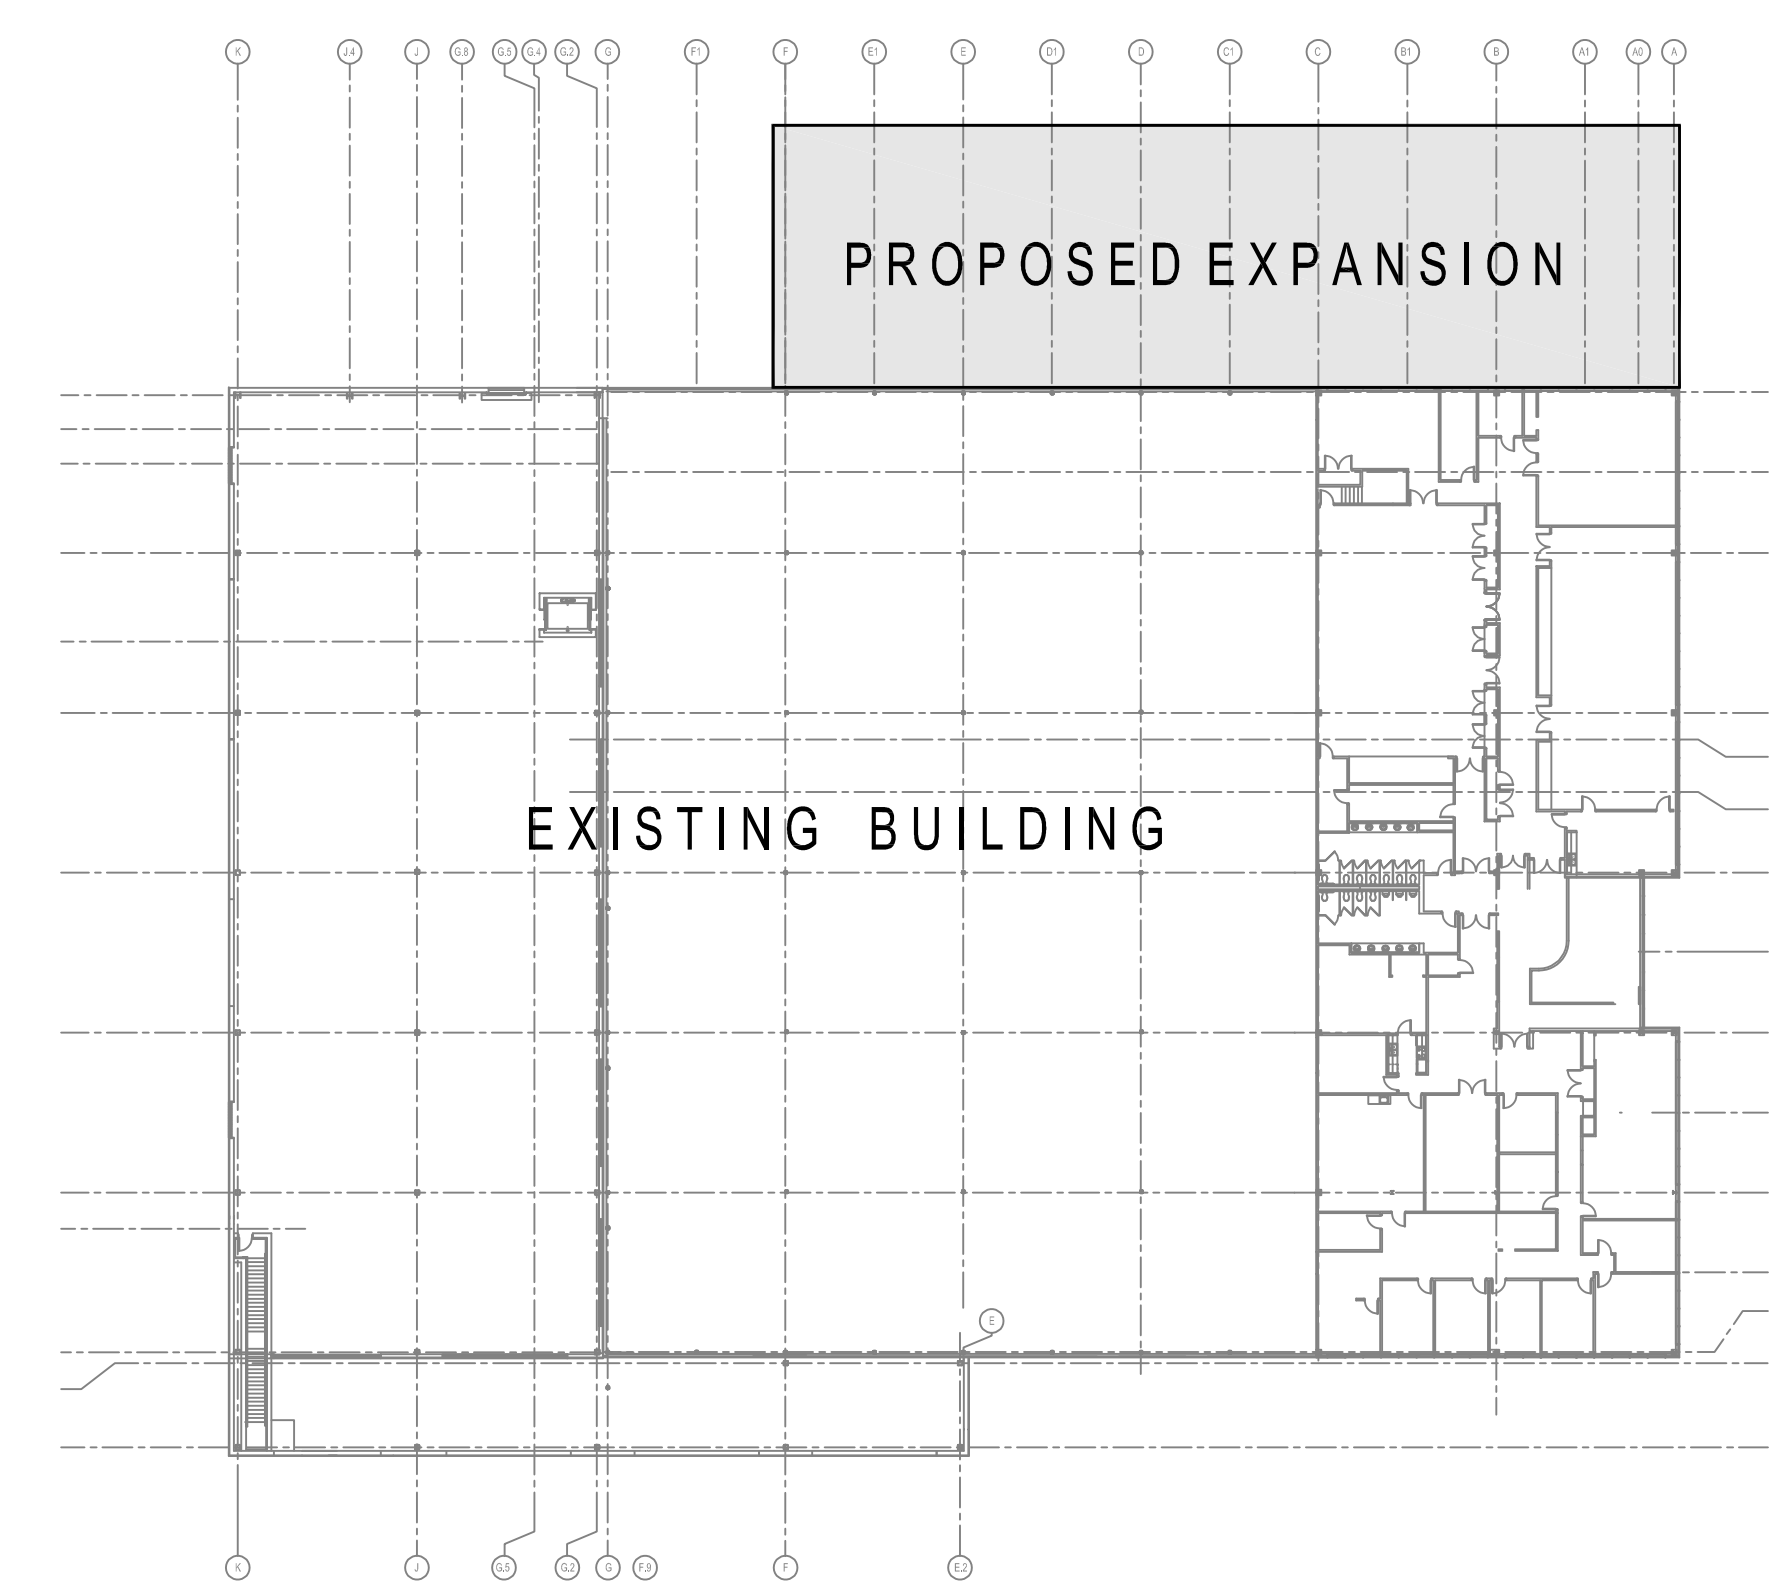 K J.4 J G.8 G.5 G.4 G.2 G F1 F E1 E D1 D C1 C B1 B A1 A0 A
PROPOSED EXPANSION
EXISTING BUILDING
E
K J G.5 G.2 G F.9 F E.2